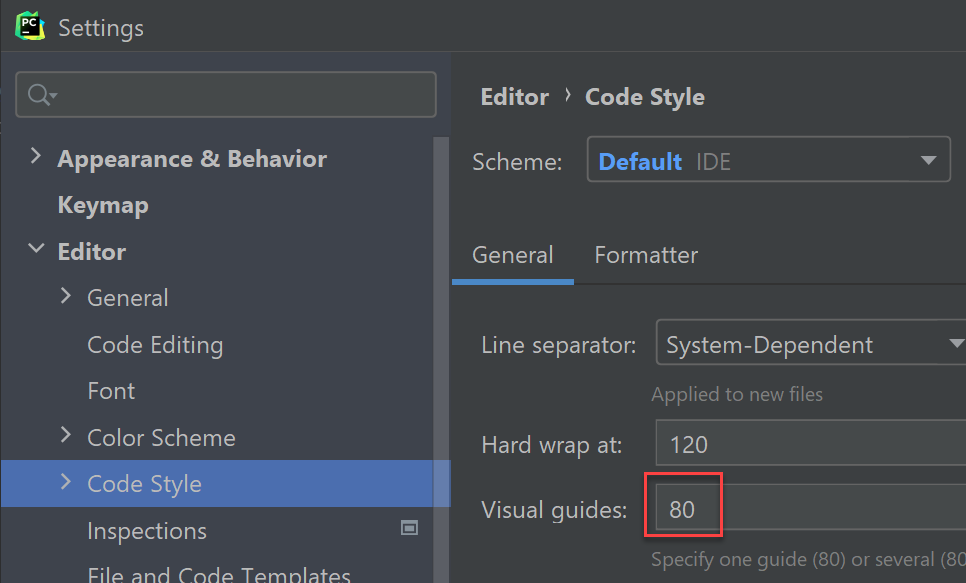 PC
Settings
Appearance & Behavior
Keymap
Editor
General
Code Editing
Font
Color Scheme
Code Style
Inspections
File and Code Templates
Editor › Code Style
Scheme: Default IDE
General Formatter
Line separator: System-Dependent
Applied to new files
Hard wrap at: 120
Visual guides: 80
Specify one guide (80) or several (80